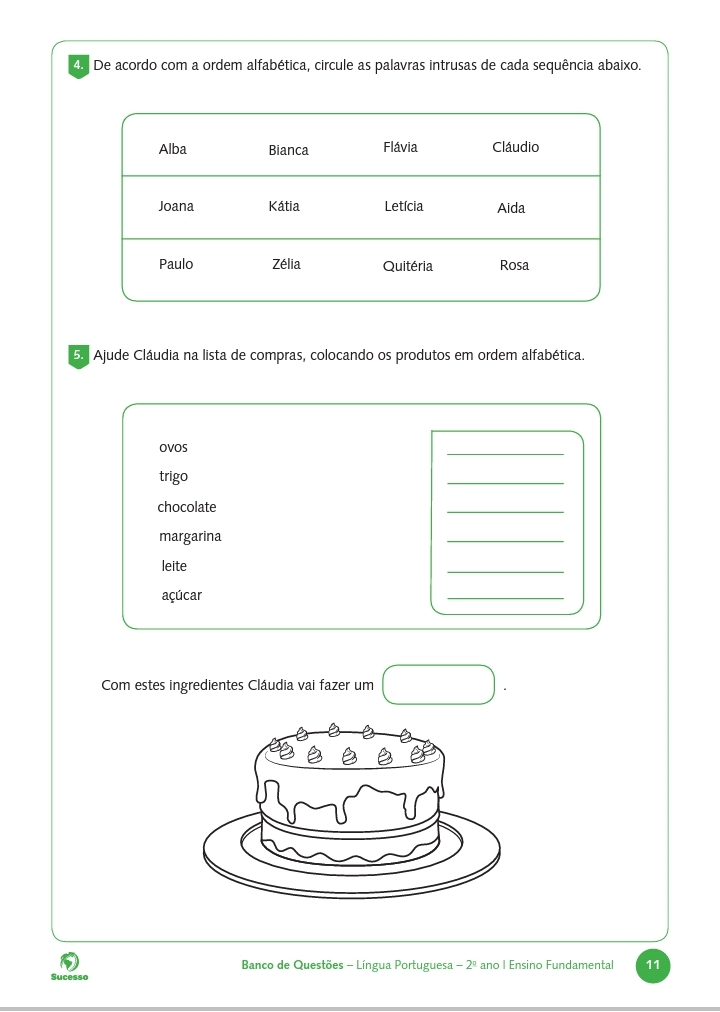 4. De acordo com a ordem alfabética, circule as palavras intrusas de cada sequência abaixo.
Alba Bianca Flávia Cláudio
Joana Kátia Letícia Aida
Paulo Zélia Quitéria Rosa
5. Ajude Cláudia na lista de compras, colocando os produtos em ordem alfabética.
ovos
trigo
chocolate
margarina
leite
açúcar
Com estes ingredientes Cláudia vai fazer um .
Sucesso
Banco de Questões – Língua Portuguesa – 2º ano l Ensino Fundamental
11